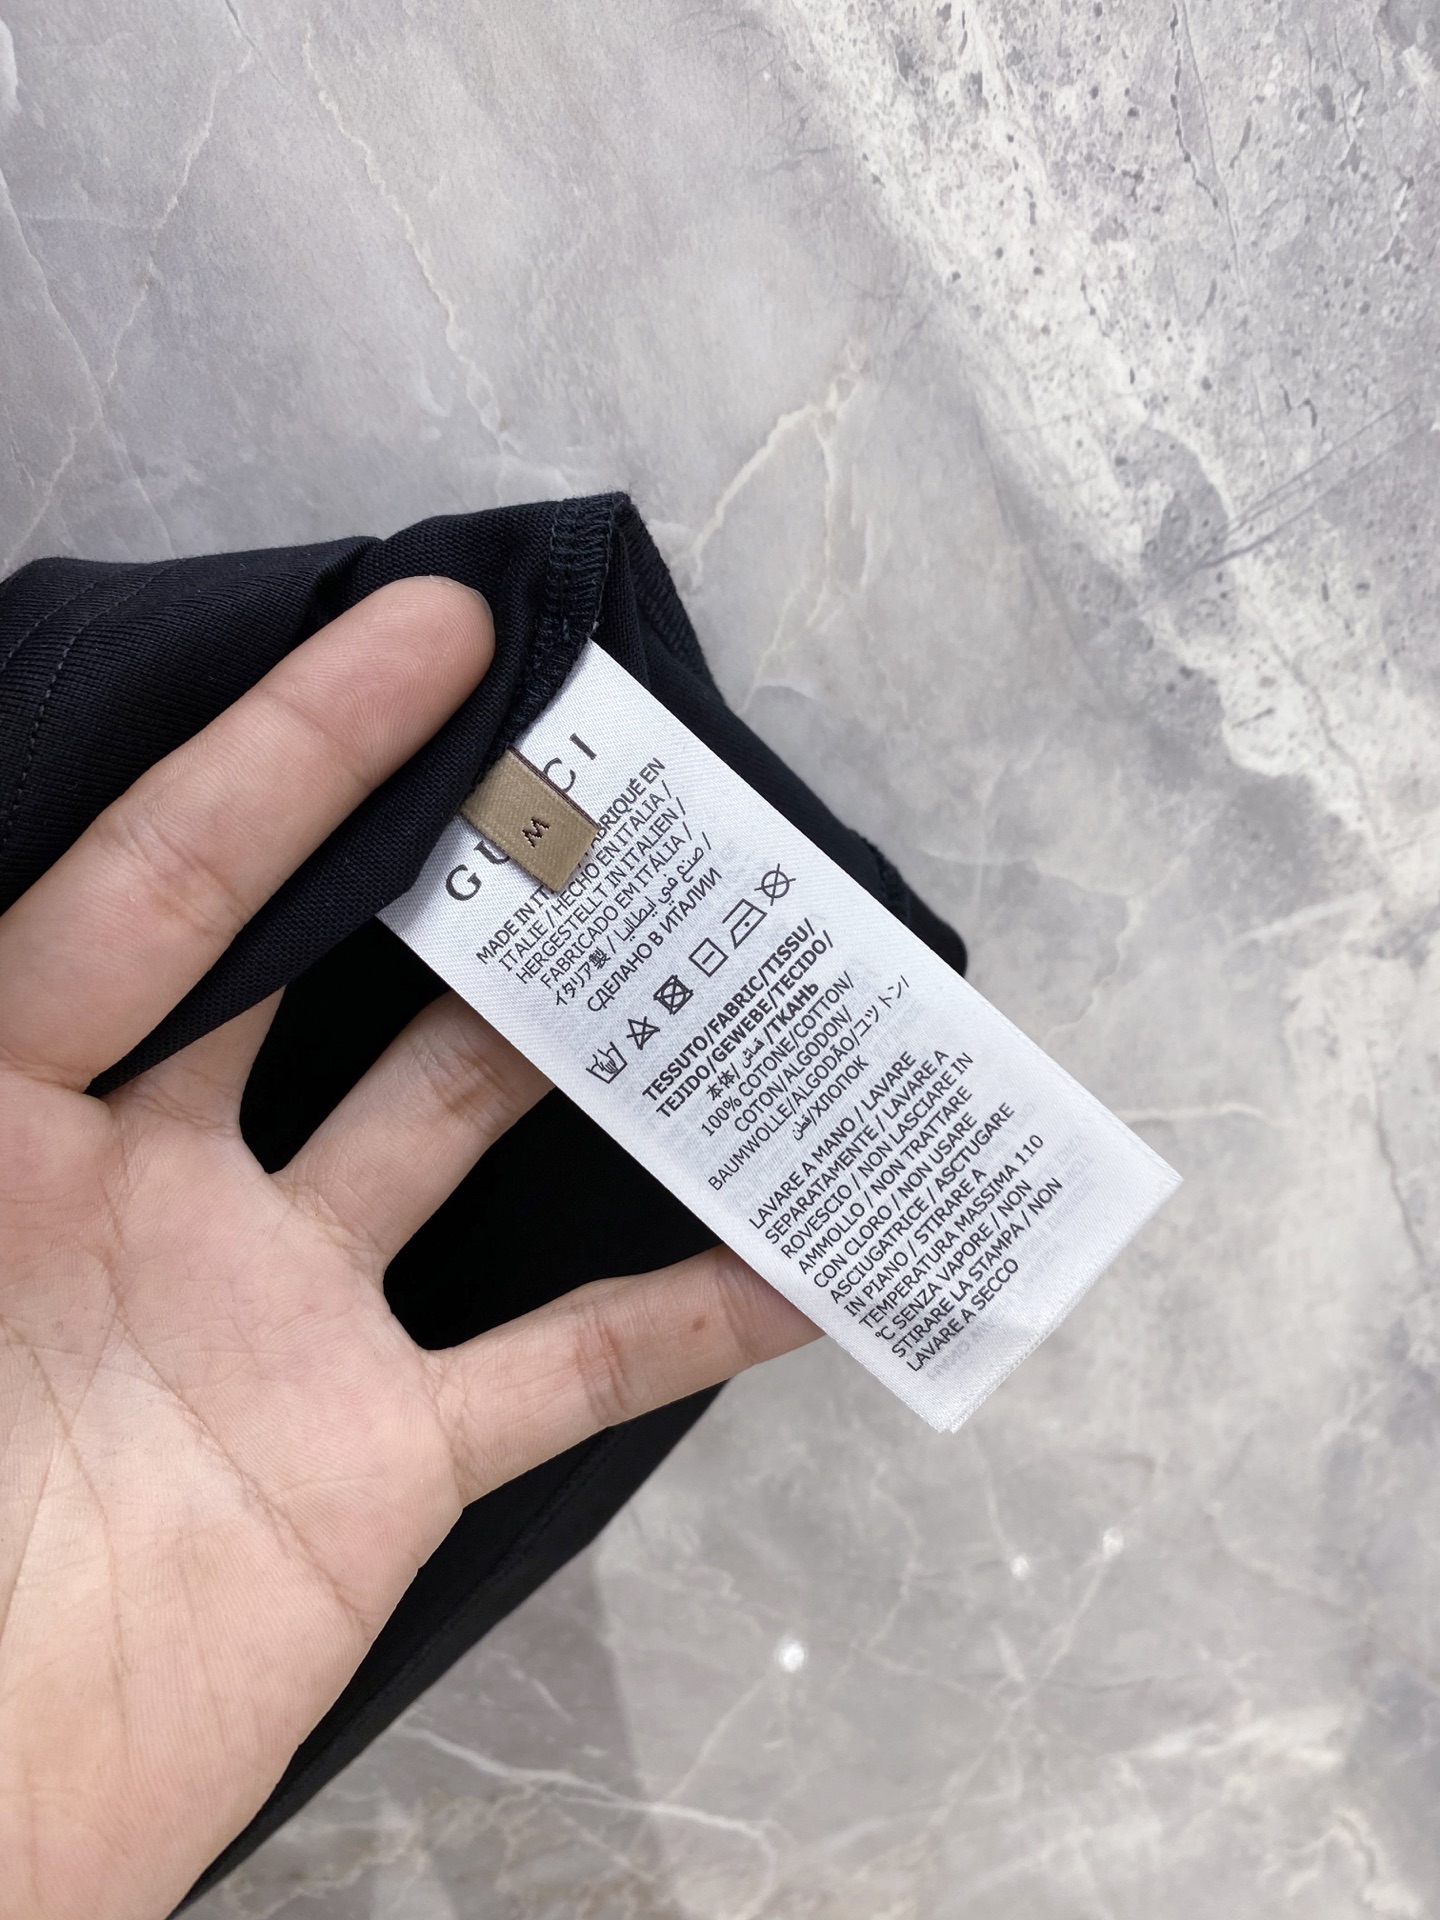 GUCCI
M
MADE IN FABRIQUÉ EN
ITALIE / HECHO EN ITALIA /
HERGESTELLT IN ITALIEN /
FABRICADO EM ITÁLIA /
イタリア製 / صنع في ايطاليا /
СДЕЛАНО В ИТАЛИИ
TESSUTO/FABRIC/TISSU/
TEJIDO/GEWEBE/TECIDO/
本体/ قماش /ТКАНЬ
100% COTONE/COTTON/
COTON/ALGODON/
BAUMWOLLE/ALGODÃO/コットン/
قطن/ХЛОПОК
LAVARE A MANO / LAVARE
SEPARATAMENTE / LAVARE A
ROVESCIO / NON LASCIARE IN
AMMOLLO / NON TRATTARE
CON CLORO / NON USARE
ASCIUGATRICE / ASCTUGARE
IN PIANO / STIRARE A
TEMPERATURA MASSIMA 110
°C SENZA VAPORE / NON
STIRARE LA STAMPA / NON
LAVARE A SECCO